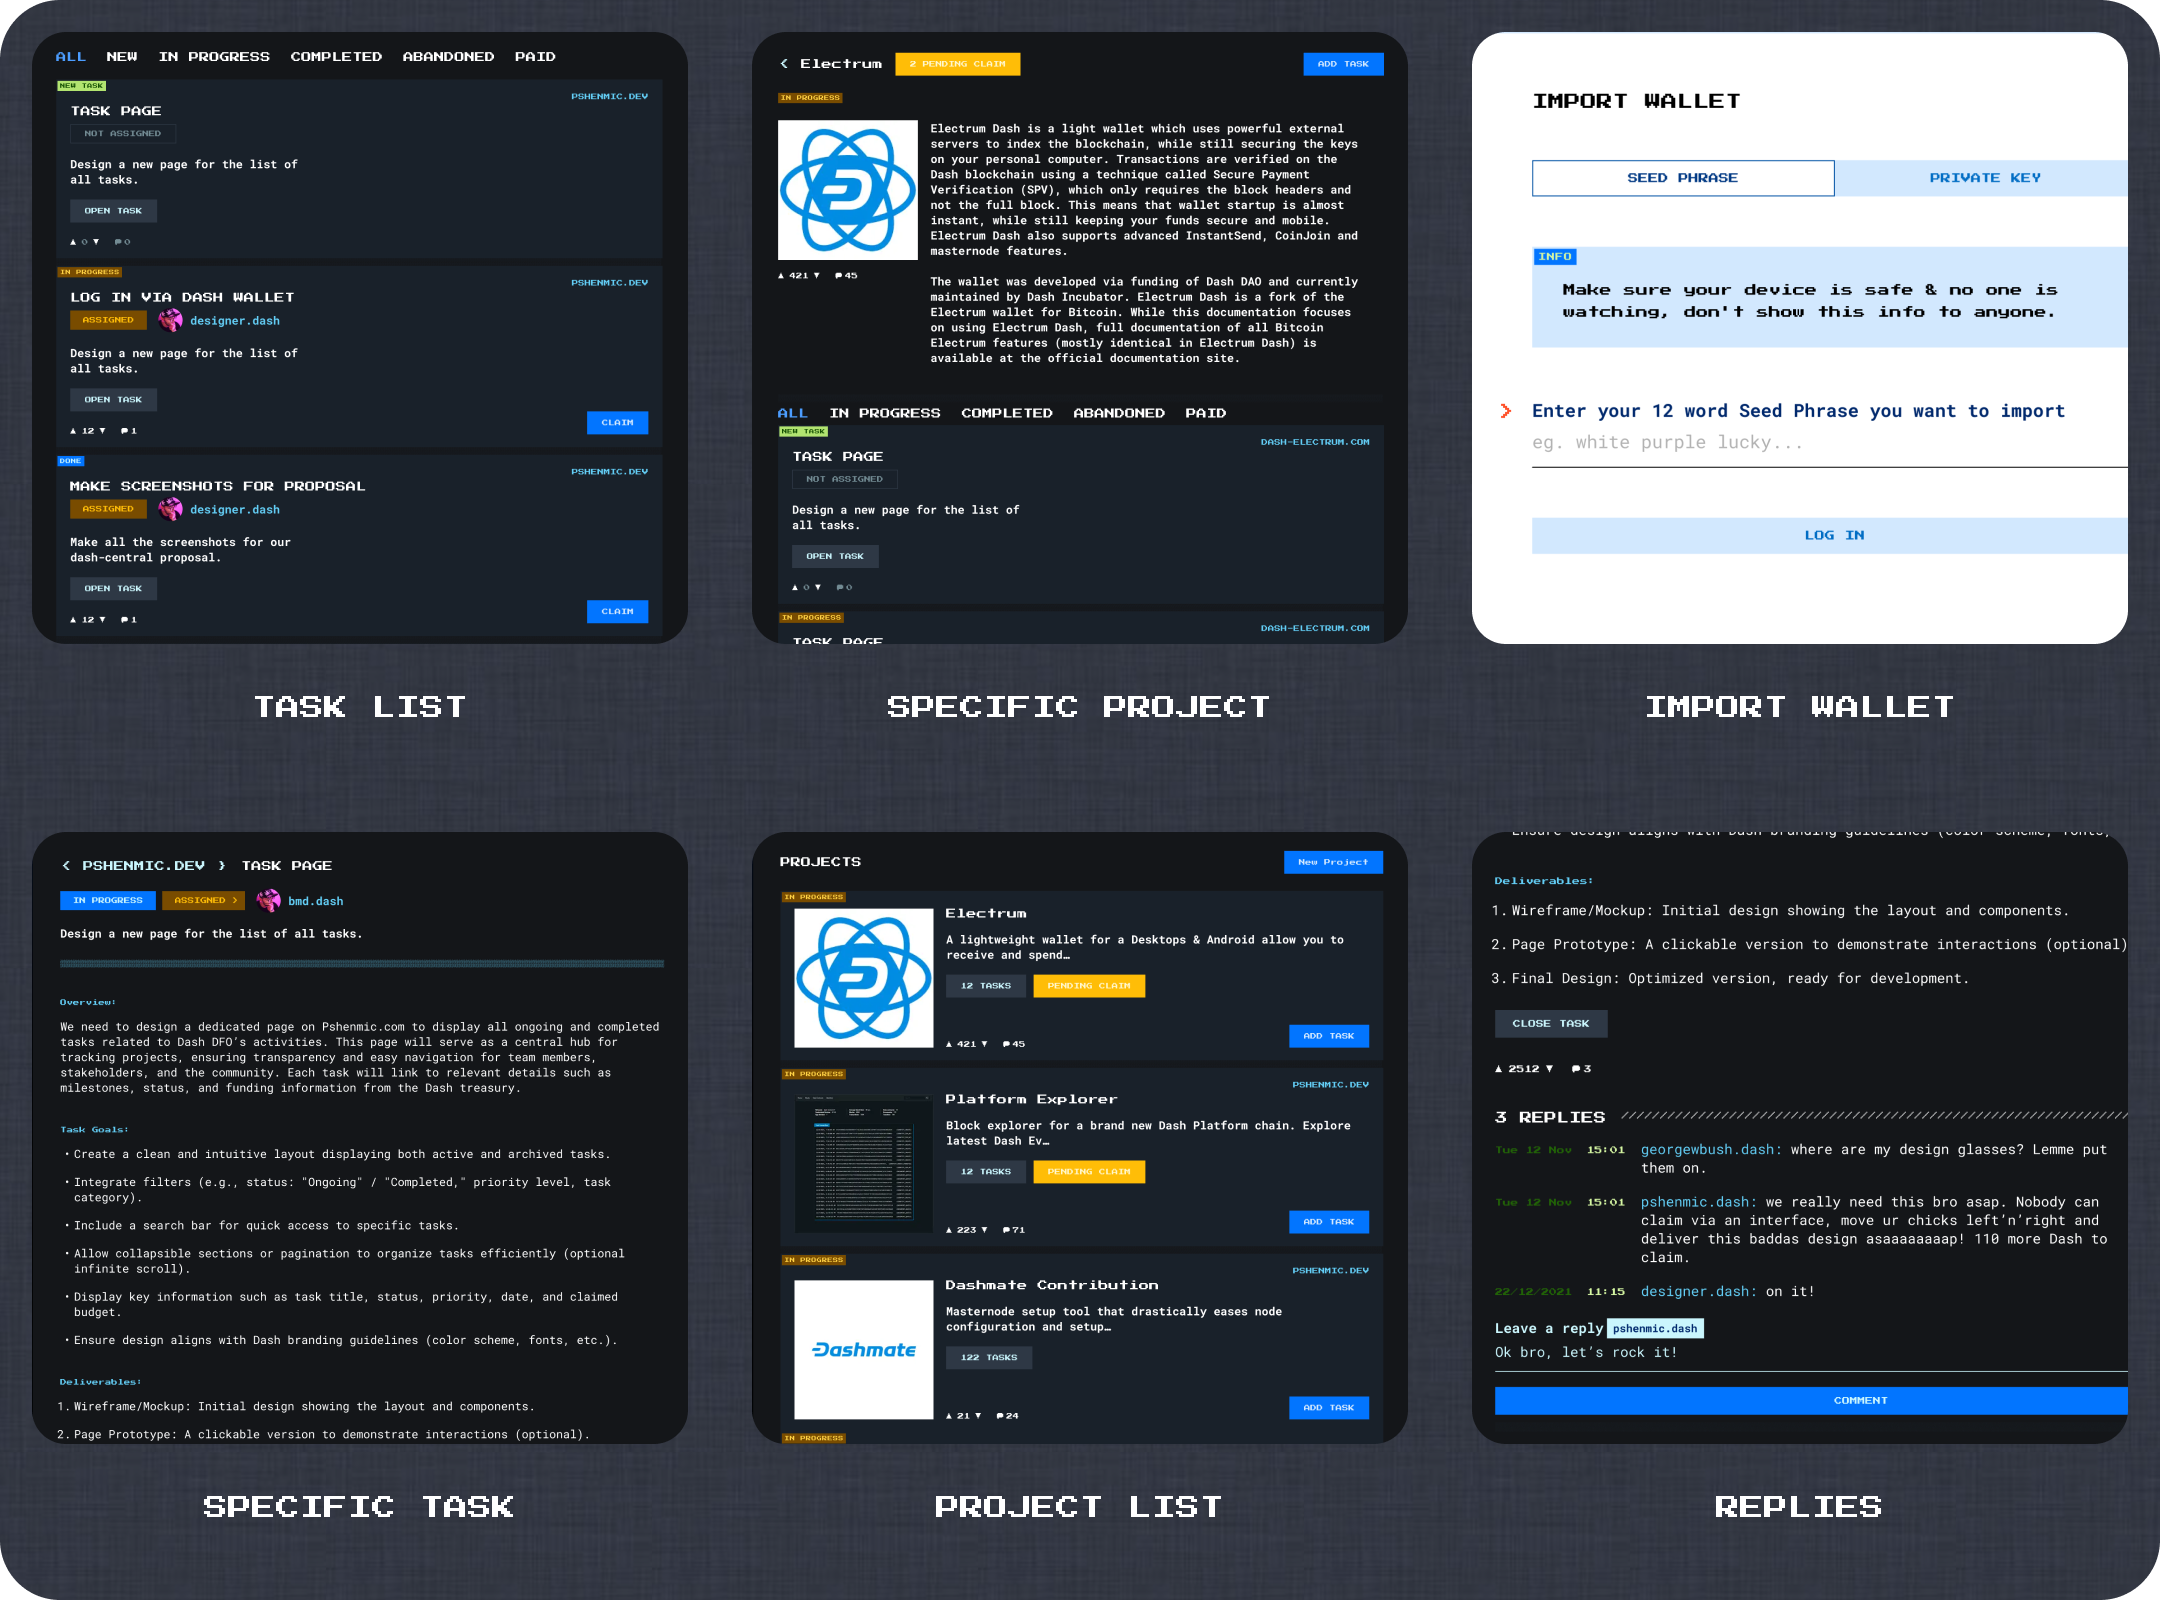 ALL NEW IN PROGRESS COMPLETED ABANDONED PAID
NEW TASK
PSHENMIC.DEV
TASK PAGE
NOT ASSIGNED
Design a new page for the list of
all tasks.
OPEN TASK
▲ 0 ▼ 0
IN PROGRESS
PSHENMIC.DEV
LOG IN VIA DASH WALLET
ASSIGNED designer.dash
Design a new page for the list of
all tasks.
OPEN TASK
CLAIM
▲ 12 ▼ 1
DONE
PSHENMIC.DEV
MAKE SCREENSHOTS FOR PROPOSAL
ASSIGNED designer.dash
Make all the screenshots for our
dash-central proposal.
OPEN TASK
CLAIM
▲ 12 ▼ 1
TASK LIST
Electrum 2 PENDING CLAIM ADD TASK
IN PROGRESS
Electrum Dash is a light wallet which uses powerful external
servers to index the blockchain, while still securing the keys
on your personal computer. Transactions are verified on the
Dash blockchain using a technique called Secure Payment
Verification (SPV), which only requires the block headers and
not the full block. This means that wallet startup is almost
instant, while still keeping your funds secure and mobile.
Electrum Dash also supports advanced InstantSend, CoinJoin and
masternode features.
▲ 421 ▼ 45
The wallet was developed via funding of Dash DAO and currently
maintained by Dash Incubator. Electrum Dash is a fork of the
Electrum wallet for Bitcoin. While this documentation focuses
on using Electrum Dash, full documentation of all Bitcoin
Electrum features (mostly identical in Electrum Dash) is
available at the official documentation site.
ALL IN PROGRESS COMPLETED ABANDONED PAID
NEW TASK
DASH-ELECTRUM.COM
TASK PAGE
NOT ASSIGNED
Design a new page for the list of
all tasks.
OPEN TASK
▲ 0 ▼ 0
IN PROGRESS
DASH-ELECTRUM.COM
TASK PAGE
SPECIFIC PROJECT
IMPORT WALLET
SEED PHRASE PRIVATE KEY
INFO
Make sure your device is safe & no one is
watching, don't show this info to anyone.
Enter your 12 word Seed Phrase you want to import
eg. white purple lucky...
LOG IN
IMPORT WALLET
PSHENMIC.DEV TASK PAGE
IN PROGRESS ASSIGNED bmd.dash
Design a new page for the list of all tasks.
Overview:
We need to design a dedicated page on Pshenmic.com to display all ongoing and completed
tasks related to Dash DFO’s activities. This page will serve as a central hub for
tracking projects, ensuring transparency and easy navigation for team members,
stakeholders, and the community. Each task will link to relevant details such as
milestones, status, and funding information from the Dash treasury.
Task Goals:
• Create a clean and intuitive layout displaying both active and archived tasks.
• Integrate filters (e.g., status: "Ongoing" / "Completed," priority level, task
category).
• Include a search bar for quick access to specific tasks.
• Allow collapsible sections or pagination to organize tasks efficiently (optional
infinite scroll).
• Display key information such as task title, status, priority, date, and claimed
budget.
• Ensure design aligns with Dash branding guidelines (color scheme, fonts, etc.).
Deliverables:
1. Wireframe/Mockup: Initial design showing the layout and components.
2. Page Prototype: A clickable version to demonstrate interactions (optional).
SPECIFIC TASK
PROJECTS New Project
IN PROGRESS
Electrum
A lightweight wallet for a Desktops & Android allow you to
receive and spend…
12 TASKS PENDING CLAIM
ADD TASK
▲ 421 ▼ 45
IN PROGRESS
PSHENMIC.DEV
Platform Explorer
Block explorer for a brand new Dash Platform chain. Explore
latest Dash Ev…
12 TASKS PENDING CLAIM
ADD TASK
▲ 223 ▼ 71
IN PROGRESS
PSHENMIC.DEV
Dashmate Contribution
Masternode setup tool that drastically eases node
configuration and setup…
Dashmate
122 TASKS
ADD TASK
▲ 21 ▼ 24
IN PROGRESS
PROJECT LIST
Ensure design aligns with Dash branding guidelines (color scheme, fonts,
Deliverables:
1. Wireframe/Mockup: Initial design showing the layout and components.
2. Page Prototype: A clickable version to demonstrate interactions (optional)
3. Final Design: Optimized version, ready for development.
CLOSE TASK
▲ 2512 ▼ 3
3 REPLIES
Tue 12 Nov 15:01 georgewbush.dash: where are my design glasses? Lemme put
them on.
Tue 12 Nov 15:01 pshenmic.dash: we really need this bro asap. Nobody can
claim via an interface, move ur chicks left’n’right and
deliver this baddas design asaaaaaaaap! 110 more Dash to
claim.
22/12/2021 11:15 designer.dash: on it!
Leave a reply pshenmic.dash
Ok bro, let’s rock it!
COMMENT
REPLIES